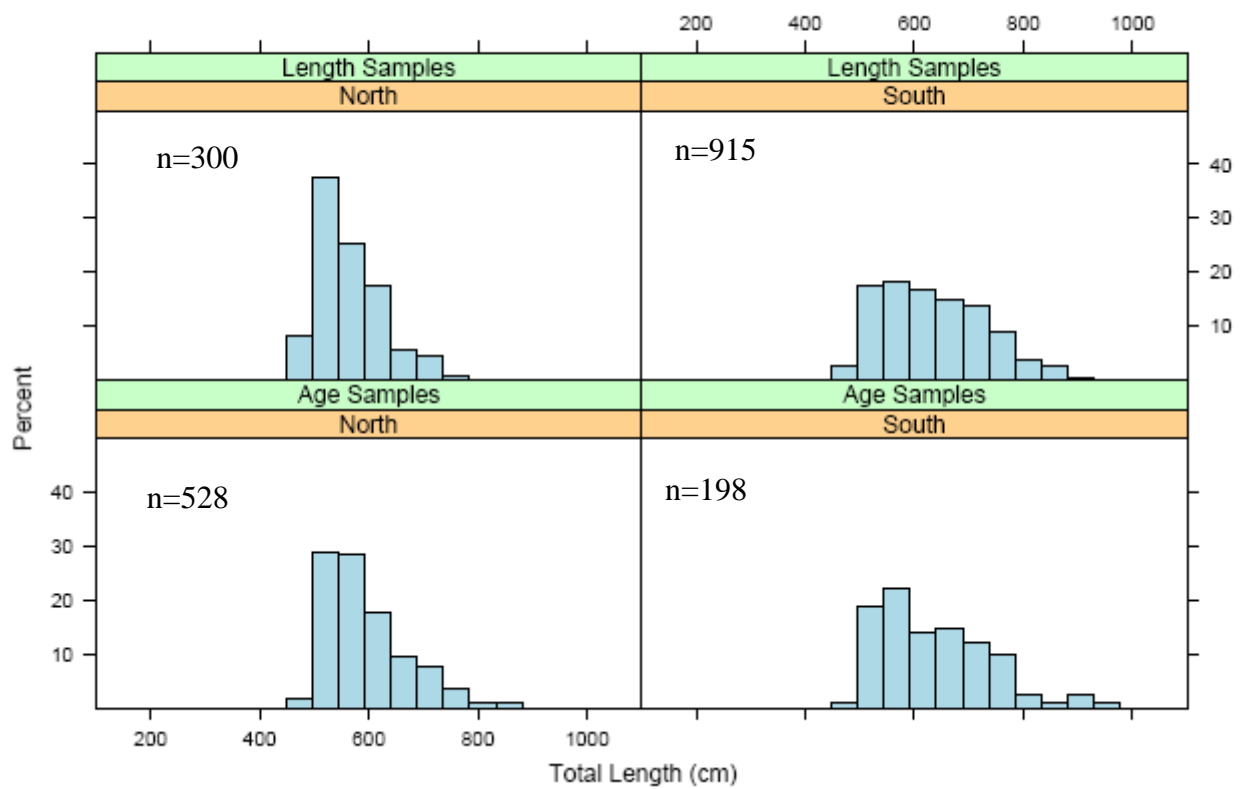 200 400 600 800 1000
Length Samples Length Samples
North South
n=300 n=915
40
30
20
10
Age Samples Age Samples
North South
n=528 n=198
40
30
20
10
Percent
200 400 600 800 1000
Total Length (cm)